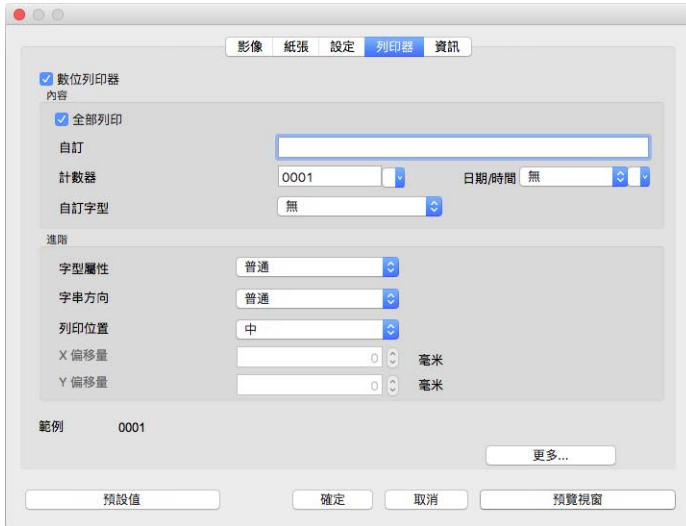 影像 紙張 設定 列印器 資訊
數位列印器
內容
全部列印
自訂
計數器 0001 日期/時間 無
自訂字型 無
進階
字型屬性 普通
字串方向 普通
列印位置 中
X 偏移量 0 毫米
Y 偏移量 0 毫米
範例 0001
更多...
預設值 確定 取消 預覽視窗